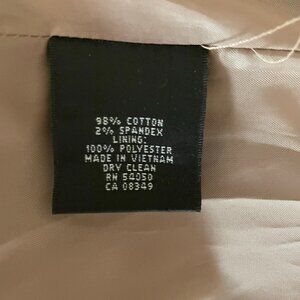 98% COTTON
2% SPANDEX
LINING:
100% POLYESTER
MADE IN VIETNAM
DRY CLEAN
RN 54050
CA 08349